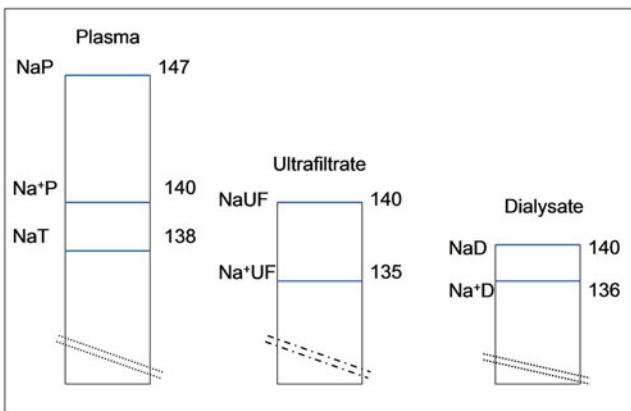 Plasma
NaP 147
Na⁺P 140
NaT 138
Ultrafiltrate
NaUF 140
Na⁺UF 135
Dialysate
NaD 140
Na⁺D 136